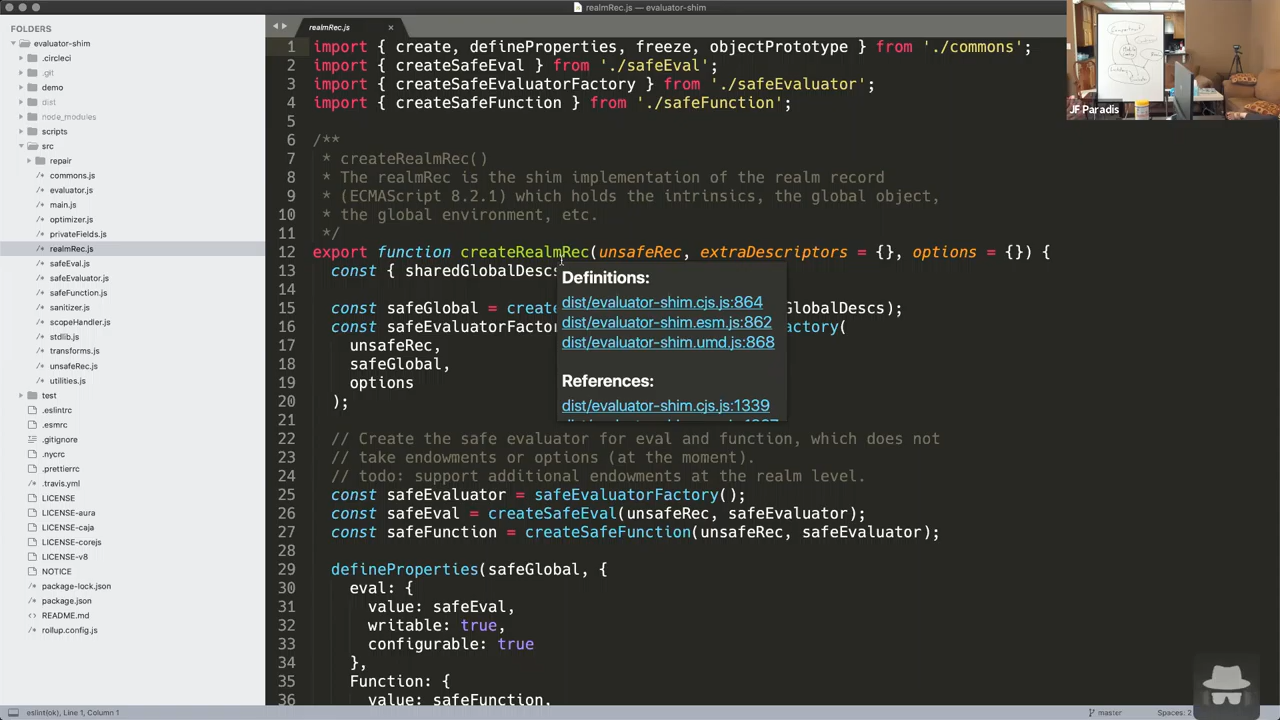 realmRec.js — evaluator-shim
FOLDERS
evaluator-shim
.circleci
.git
demo
dist
node_modules
scripts
src
repair
commons.js
evaluator.js
main.js
optimizer.js
privateFields.js
realmRec.js
safeEval.js
safeEvaluator.js
safeFunction.js
sanitizer.js
scopeHandler.js
stdlib.js
transforms.js
unsafeRec.js
utilities.js
test
.eslintrc
.esmrc
.gitignore
.nycrc
.prettierrc
.travis.yml
LICENSE
LICENSE-aura
LICENSE-caja
LICENSE-corejs
LICENSE-v8
NOTICE
package-lock.json
package.json
README.md
rollup.config.js
realmRec.js
1 import { create, defineProperties, freeze, objectPrototype } from './commons';
2 import { createSafeEval } from './safeEval';
3 import { createSafeEvaluatorFactory } from './safeEvaluator';
4 import { createSafeFunction } from './safeFunction';
5
6 /**
7 * createRealmRec()
8 * The realmRec is the shim implementation of the realm record
9 * (ECMAScript 8.2.1) which holds the intrinsics, the global object,
10 * the global environment, etc.
11 */
12 export function createRealmRec(unsafeRec, extraDescriptors = {}, options = {}) {
13 const { sharedGlobalDescs
14
15 const safeGlobal = create GlobalDescs);
16 const safeEvaluatorFactor actory(
17 unsafeRec,
18 safeGlobal,
19 options
20 );
21
22 // Create the safe evaluator for eval and function, which does not
23 // take endowments or options (at the moment).
24 // todo: support additional endowments at the realm level.
25 const safeEvaluator = safeEvaluatorFactory();
26 const safeEval = createSafeEval(unsafeRec, safeEvaluator);
27 const safeFunction = createSafeFunction(unsafeRec, safeEvaluator);
28
29 defineProperties(safeGlobal, {
30 eval: {
31 value: safeEval,
32 writable: true,
33 configurable: true
34 },
35 Function: {
36 value: safeFunction,
Definitions:
dist/evaluator-shim.cjs.js:864
dist/evaluator-shim.esm.js:862
dist/evaluator-shim.umd.js:868
References:
dist/evaluator-shim.cjs.js:1339
JF Paradis
eslint(ok), Line 1, Column 1
master
Spaces: 2